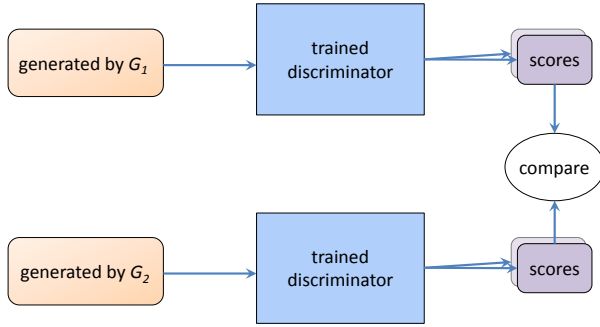 generated by G1
trained
discriminator
scores
compare
generated by G2
trained
discriminator
scores